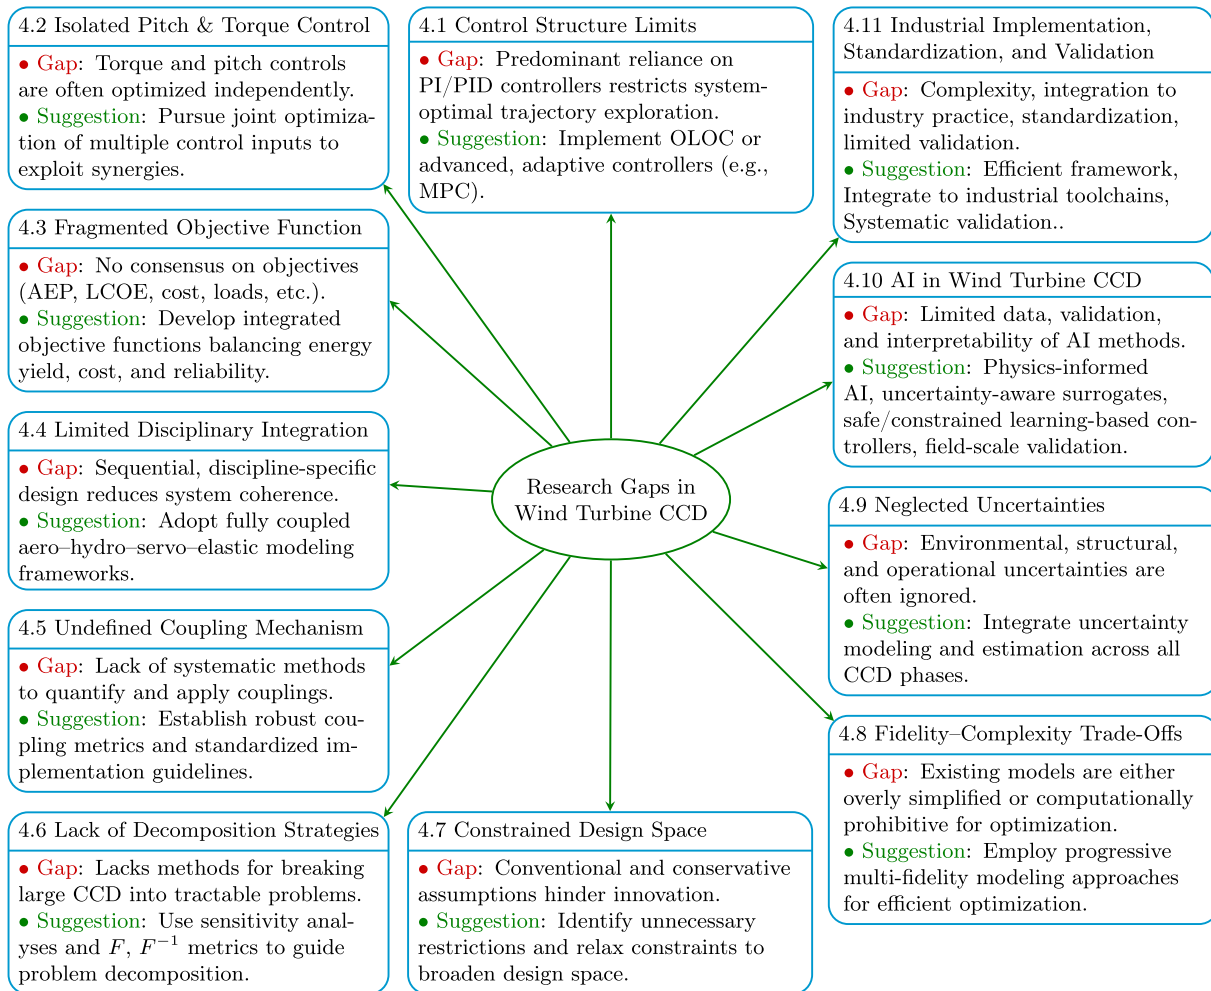 4.2 Isolated Pitch & Torque Control
• Gap: Torque and pitch controls
are often optimized independently.
• Suggestion: Pursue joint optimiza-
tion of multiple control inputs to
exploit synergies.
4.1 Control Structure Limits
• Gap: Predominant reliance on
PI/PID controllers restricts system-
optimal trajectory exploration.
• Suggestion: Implement OLOC or
advanced, adaptive controllers (e.g.,
MPC).
4.11 Industrial Implementation,
Standardization, and Validation
• Gap: Complexity, integration to
industry practice, standardization,
limited validation.
• Suggestion: Efficient framework,
Integrate to industrial toolchains,
Systematic validation..
4.3 Fragmented Objective Function
• Gap: No consensus on objectives
(AEP, LCOE, cost, loads, etc.).
• Suggestion: Develop integrated
objective functions balancing energy
yield, cost, and reliability.
4.10 AI in Wind Turbine CCD
• Gap: Limited data, validation,
and interpretability of AI methods.
• Suggestion: Physics-informed
AI, uncertainty-aware surrogates,
safe/constrained learning-based con-
trollers, field-scale validation.
4.4 Limited Disciplinary Integration
• Gap: Sequential, discipline-specific
design reduces system coherence.
• Suggestion: Adopt fully coupled
aero–hydro–servo–elastic modeling
frameworks.
Research Gaps in
Wind Turbine CCD
4.9 Neglected Uncertainties
• Gap: Environmental, structural,
and operational uncertainties are
often ignored.
• Suggestion: Integrate uncertainty
modeling and estimation across all
CCD phases.
4.5 Undefined Coupling Mechanism
• Gap: Lack of systematic methods
to quantify and apply couplings.
• Suggestion: Establish robust cou-
pling metrics and standardized im-
plementation guidelines.
4.8 Fidelity–Complexity Trade-Offs
• Gap: Existing models are either
overly simplified or computationally
prohibitive for optimization.
• Suggestion: Employ progressive
multi-fidelity modeling approaches
for efficient optimization.
4.6 Lack of Decomposition Strategies
• Gap: Lacks methods for breaking
large CCD into tractable problems.
• Suggestion: Use sensitivity anal-
yses and F, F⁻¹ metrics to guide
problem decomposition.
4.7 Constrained Design Space
• Gap: Conventional and conservative
assumptions hinder innovation.
• Suggestion: Identify unnecessary
restrictions and relax constraints to
broaden design space.